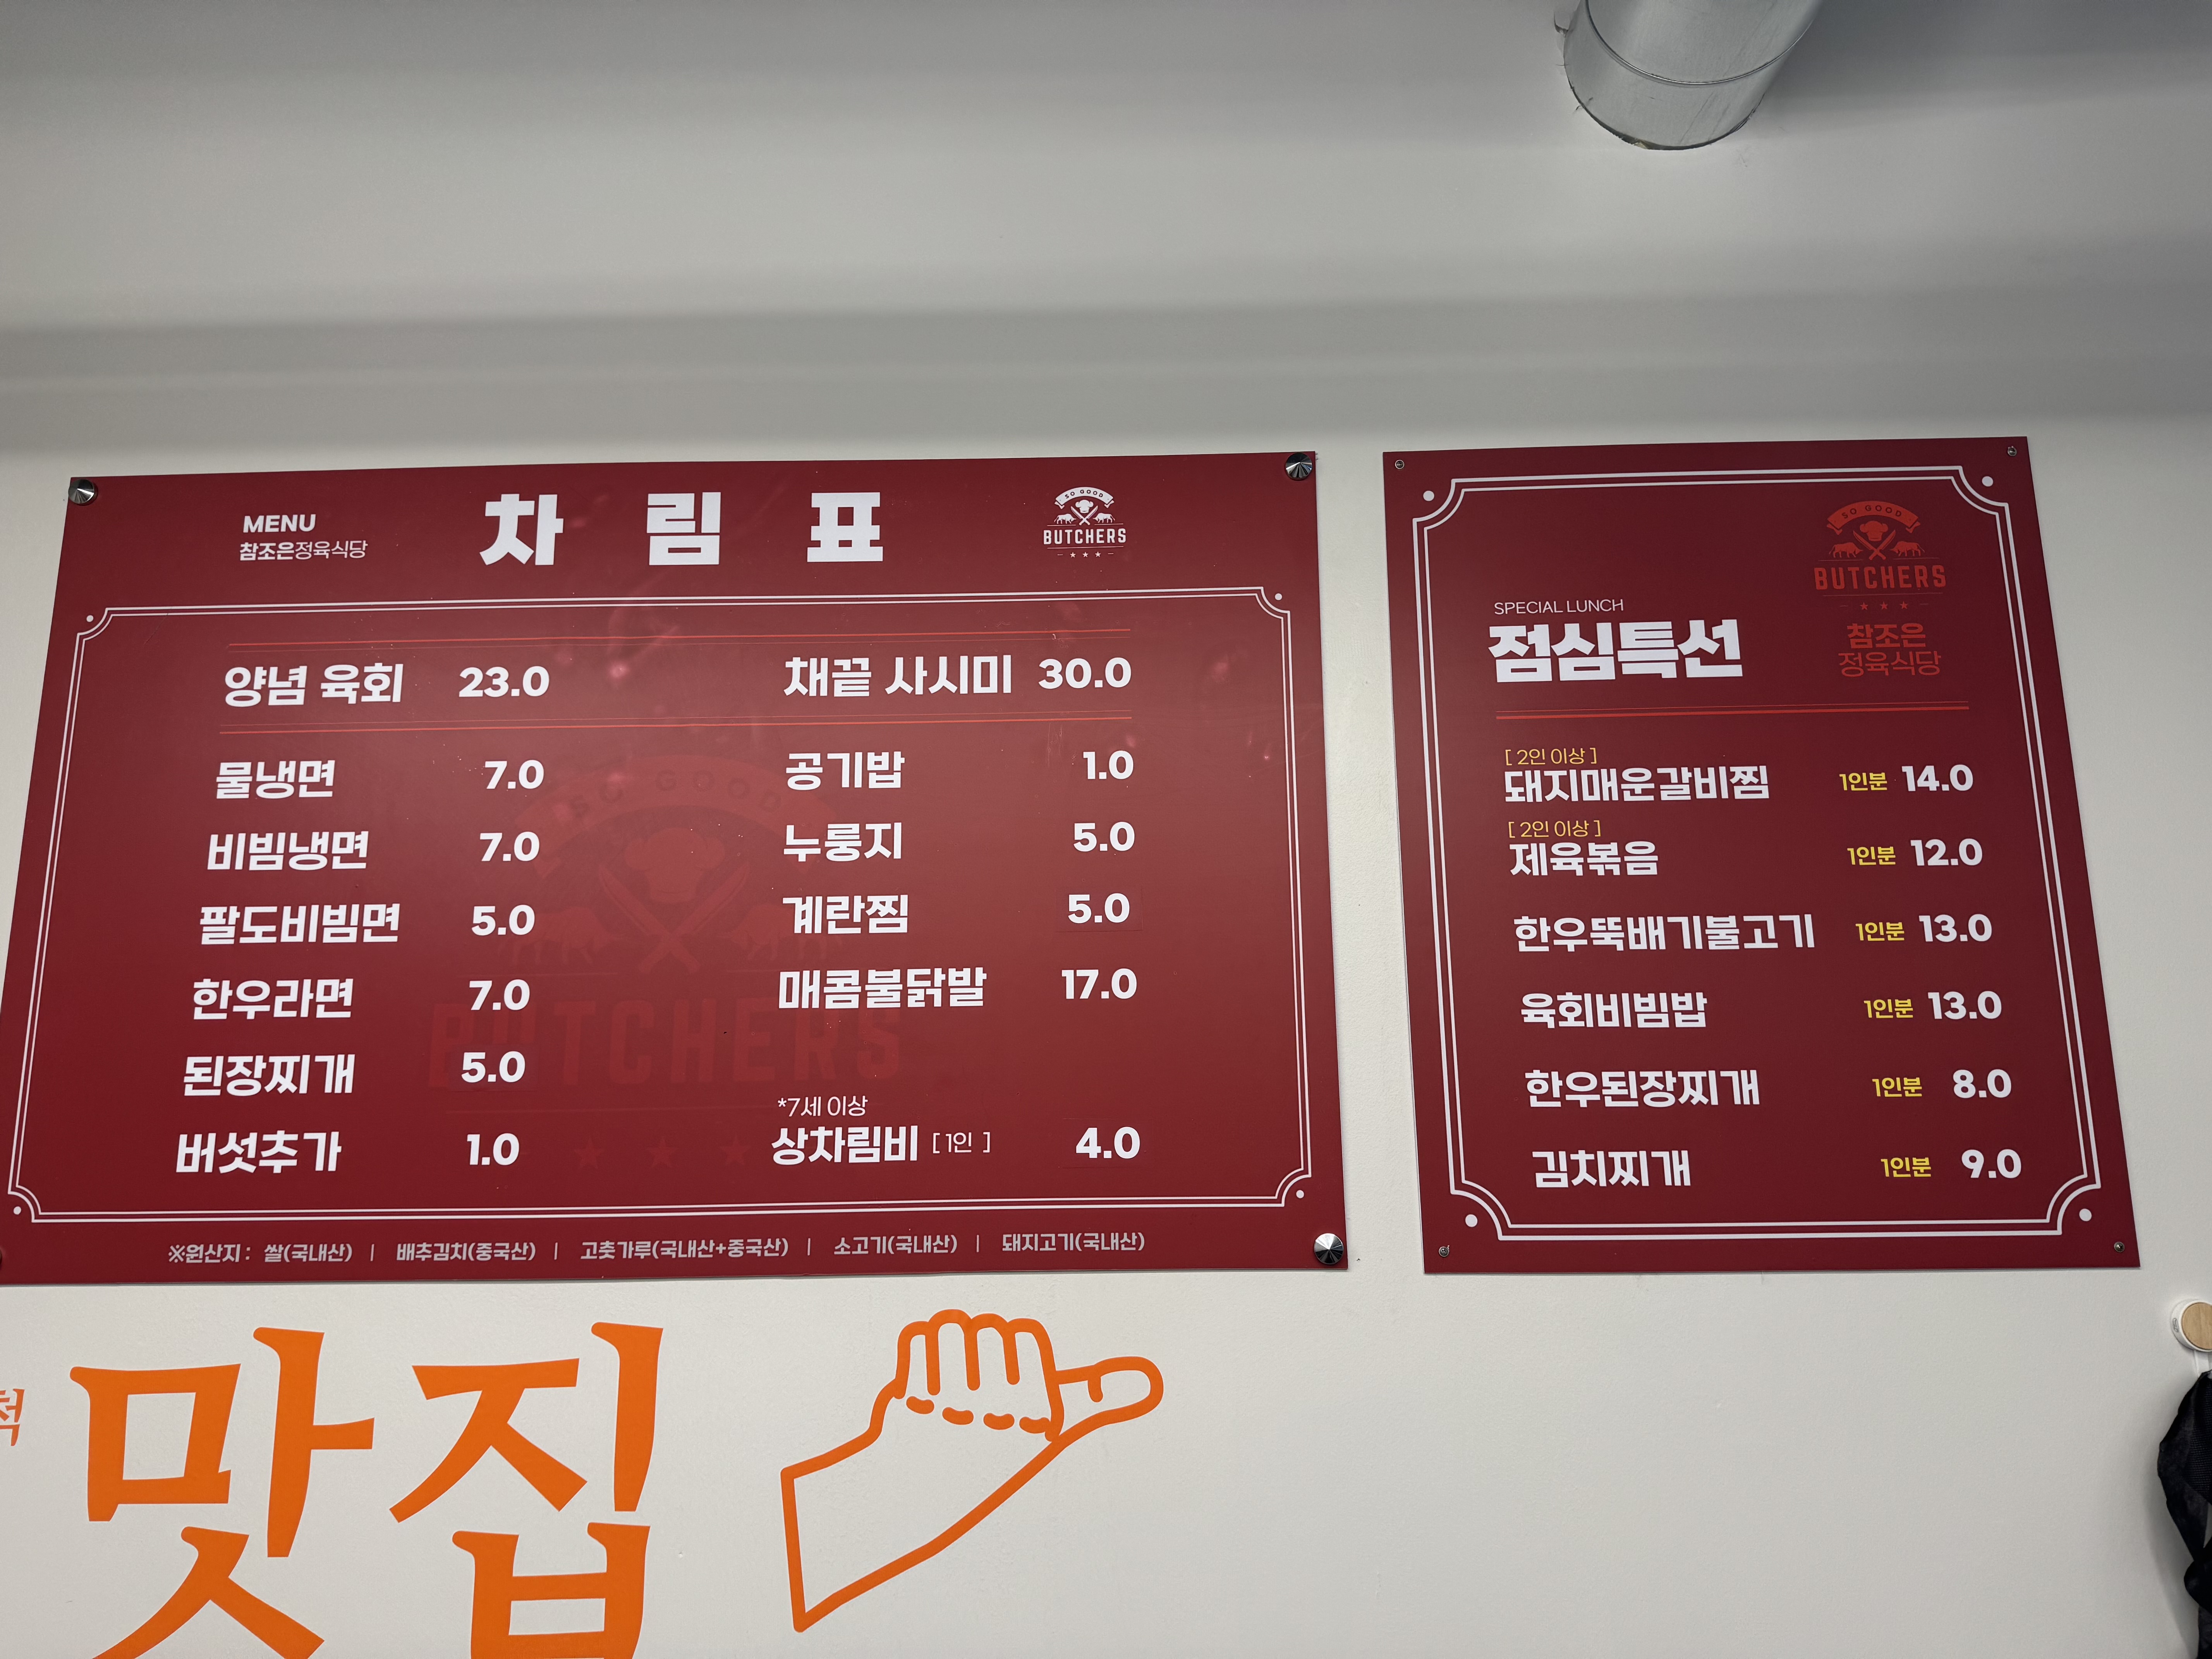 MENU
참조은정육식당
차림표
SO GOOD
BUTCHERS
양념 육회 23.0
채끝 사시미 30.0
물냉면 7.0
비빔냉면 7.0
팔도비빔면 5.0
한우라면 7.0
된장찌개 5.0
버섯추가 1.0
공기밥 1.0
누룽지 5.0
계란찜 5.0
매콤불닭발 17.0
*7세 이상
상차림비 [1인 ] 4.0
SO GOOD
BUTCHERS
※원산지 : 쌀(국내산) | 배추김치(중국산) | 고춧가루(국내산+중국산) | 소고기(국내산) | 돼지고기(국내산)
SO GOOD
BUTCHERS
참조은
정육식당
SPECIAL LUNCH
점심특선
[ 2인 이상 ]
돼지매운갈비찜 1인분 14.0
[ 2인 이상 ]
제육볶음 1인분 12.0
한우뚝배기불고기 1인분 13.0
육회비빔밥 1인분 13.0
한우된장찌개 1인분 8.0
김치찌개 1인분 9.0
맛집